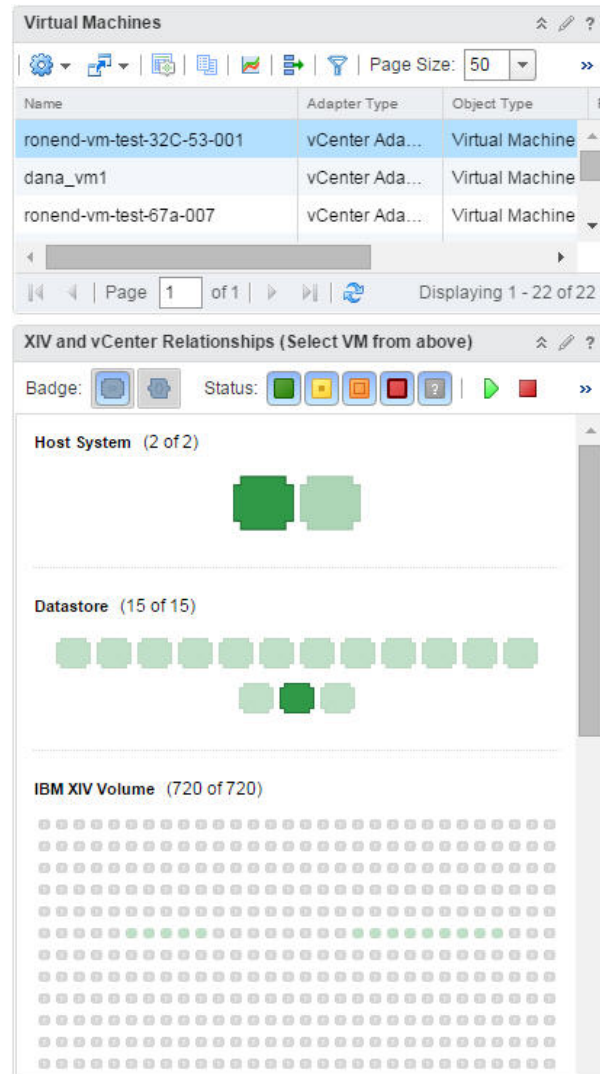 Virtual Machines ?
Page Size: 50 »
Name Adapter Type Object Type
ronend-vm-test-32C-53-001 vCenter Ada... Virtual Machine
dana_vm1 vCenter Ada... Virtual Machine
ronend-vm-test-67a-007 vCenter Ada... Virtual Machine
Page 1 of 1 Displaying 1 - 22 of 22
XIV and vCenter Relationships (Select VM from above) ?
Badge: Status: ? »
Host System (2 of 2)
Datastore (15 of 15)
IBM XIV Volume (720 of 720)